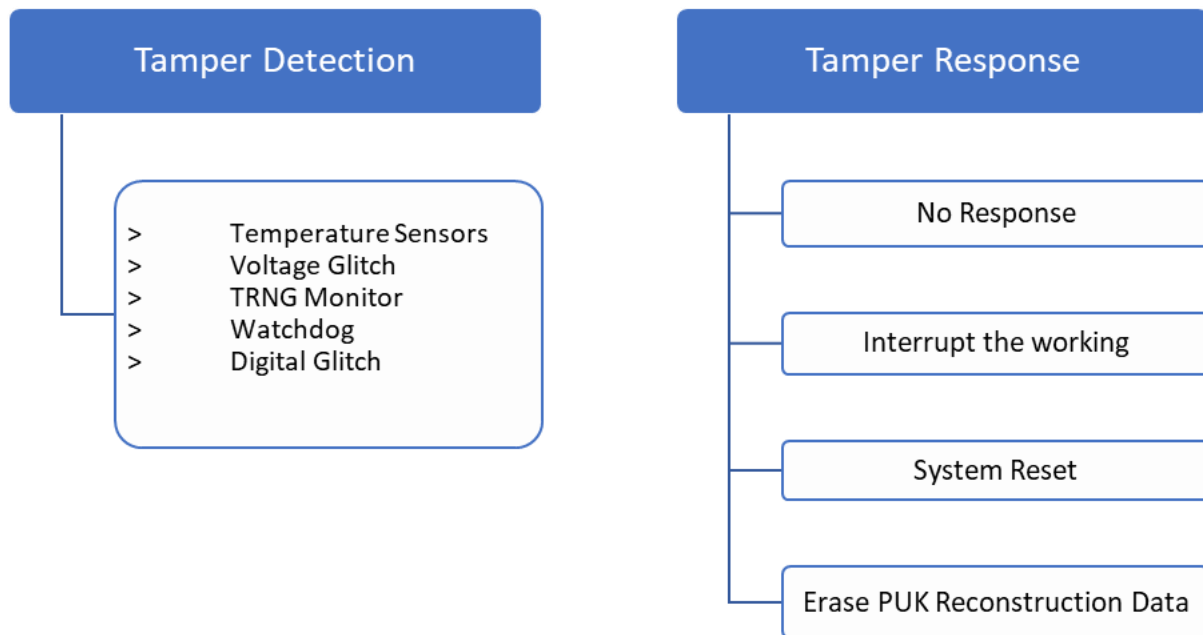 Tamper Detection
> Temperature Sensors
> Voltage Glitch
> TRNG Monitor
> Watchdog
> Digital Glitch
Tamper Response
No Response
Interrupt the working
System Reset
Erase PUK Reconstruction Data